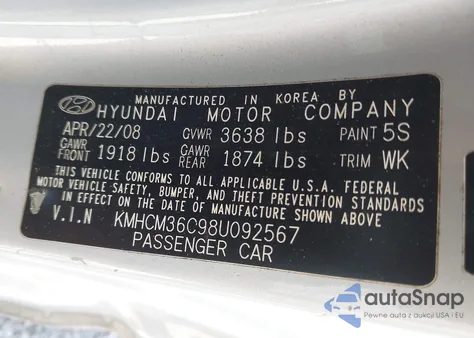 MANUFACTURED IN KOREA BY
HYUNDAI MOTOR COMPANY
APR/22/08 GVWR 3638 lbs PAINT 5S
GAWR FRONT 1918 lbs GAWR REAR 1874 lbs TRIM WK
THIS VEHICLE CONFORMS TO ALL APPLICABLE U.S.A. FEDERAL
MOTOR VEHICLE SAFETY, BUMPER, AND THEFT PREVENTION STANDARDS
IN EFFECT ON THE DATE OF MANUFACTURE SHOWN ABOVE
V.I.N KMHCM36C98U092567
PASSENGER CAR
autoSnap
Pewne auta z USA i EU